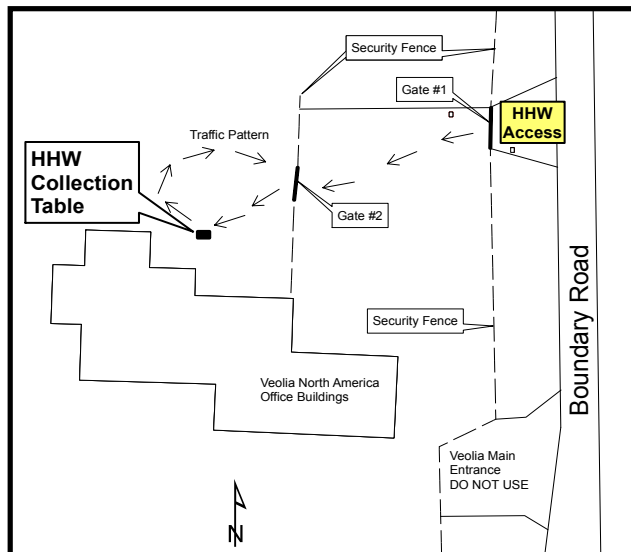 Security Fence
Gate #1
HHW
Access
Traffic Pattern
HHW
Collection
Table
Gate #2
Security Fence
Boundary Road
Veolia North America
Office Buildings
Veolia Main
Entrance
DO NOT USE
N